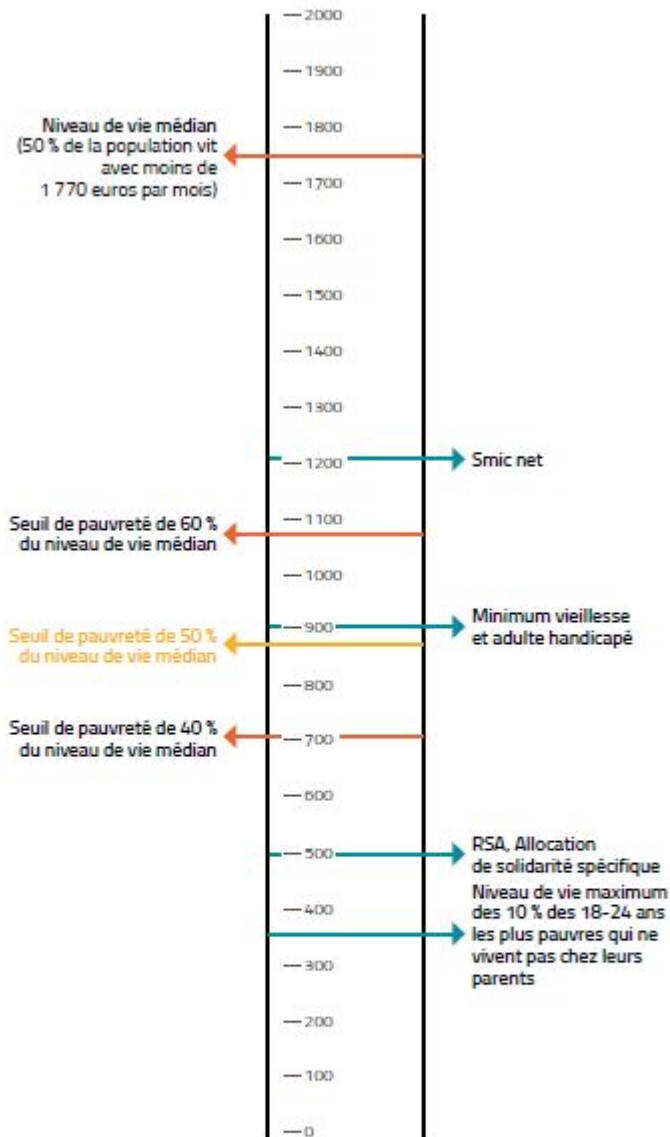 2000
1900
1800
1700
1600
1500
1400
1300
1200
1100
1000
900
800
700
600
500
400
300
200
100
0
Niveau de vie médian
(50 % de la population vit
avec moins de
1 770 euros par mois)
Smic net
Seuil de pauvreté de 60 %
du niveau de vie médian
Minimum vieillesse
et adulte handicapé
Seuil de pauvreté de 50 %
du niveau de vie médian
Seuil de pauvreté de 40 %
du niveau de vie médian
RSA, Allocation
de solidarité spécifique
Niveau de vie maximum
des 10 % des 18-24 ans
les plus pauvres qui ne
vivent pas chez leurs
parents